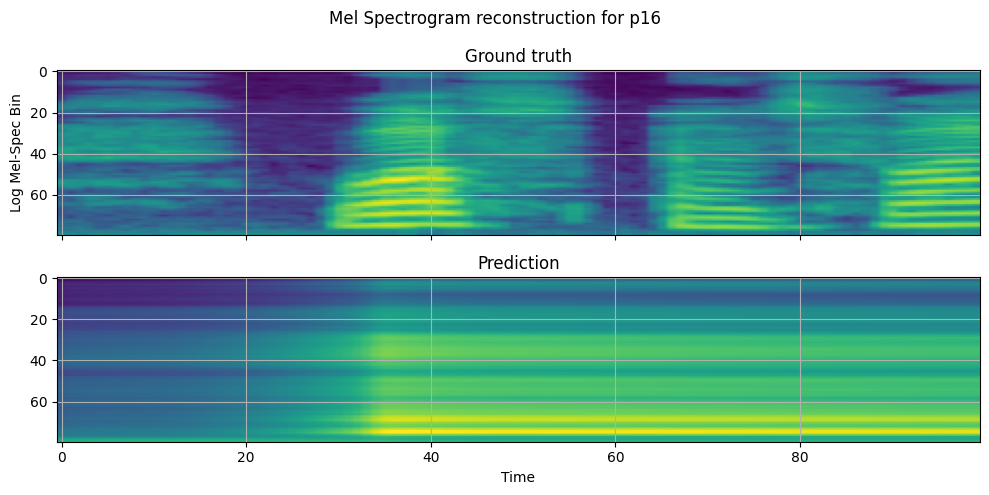 Mel Spectrogram reconstruction for p16
Ground truth
Log Mel-Spec Bin
0
20
40
60
Prediction
0
20
40
60
0 20 40 60 80
Time